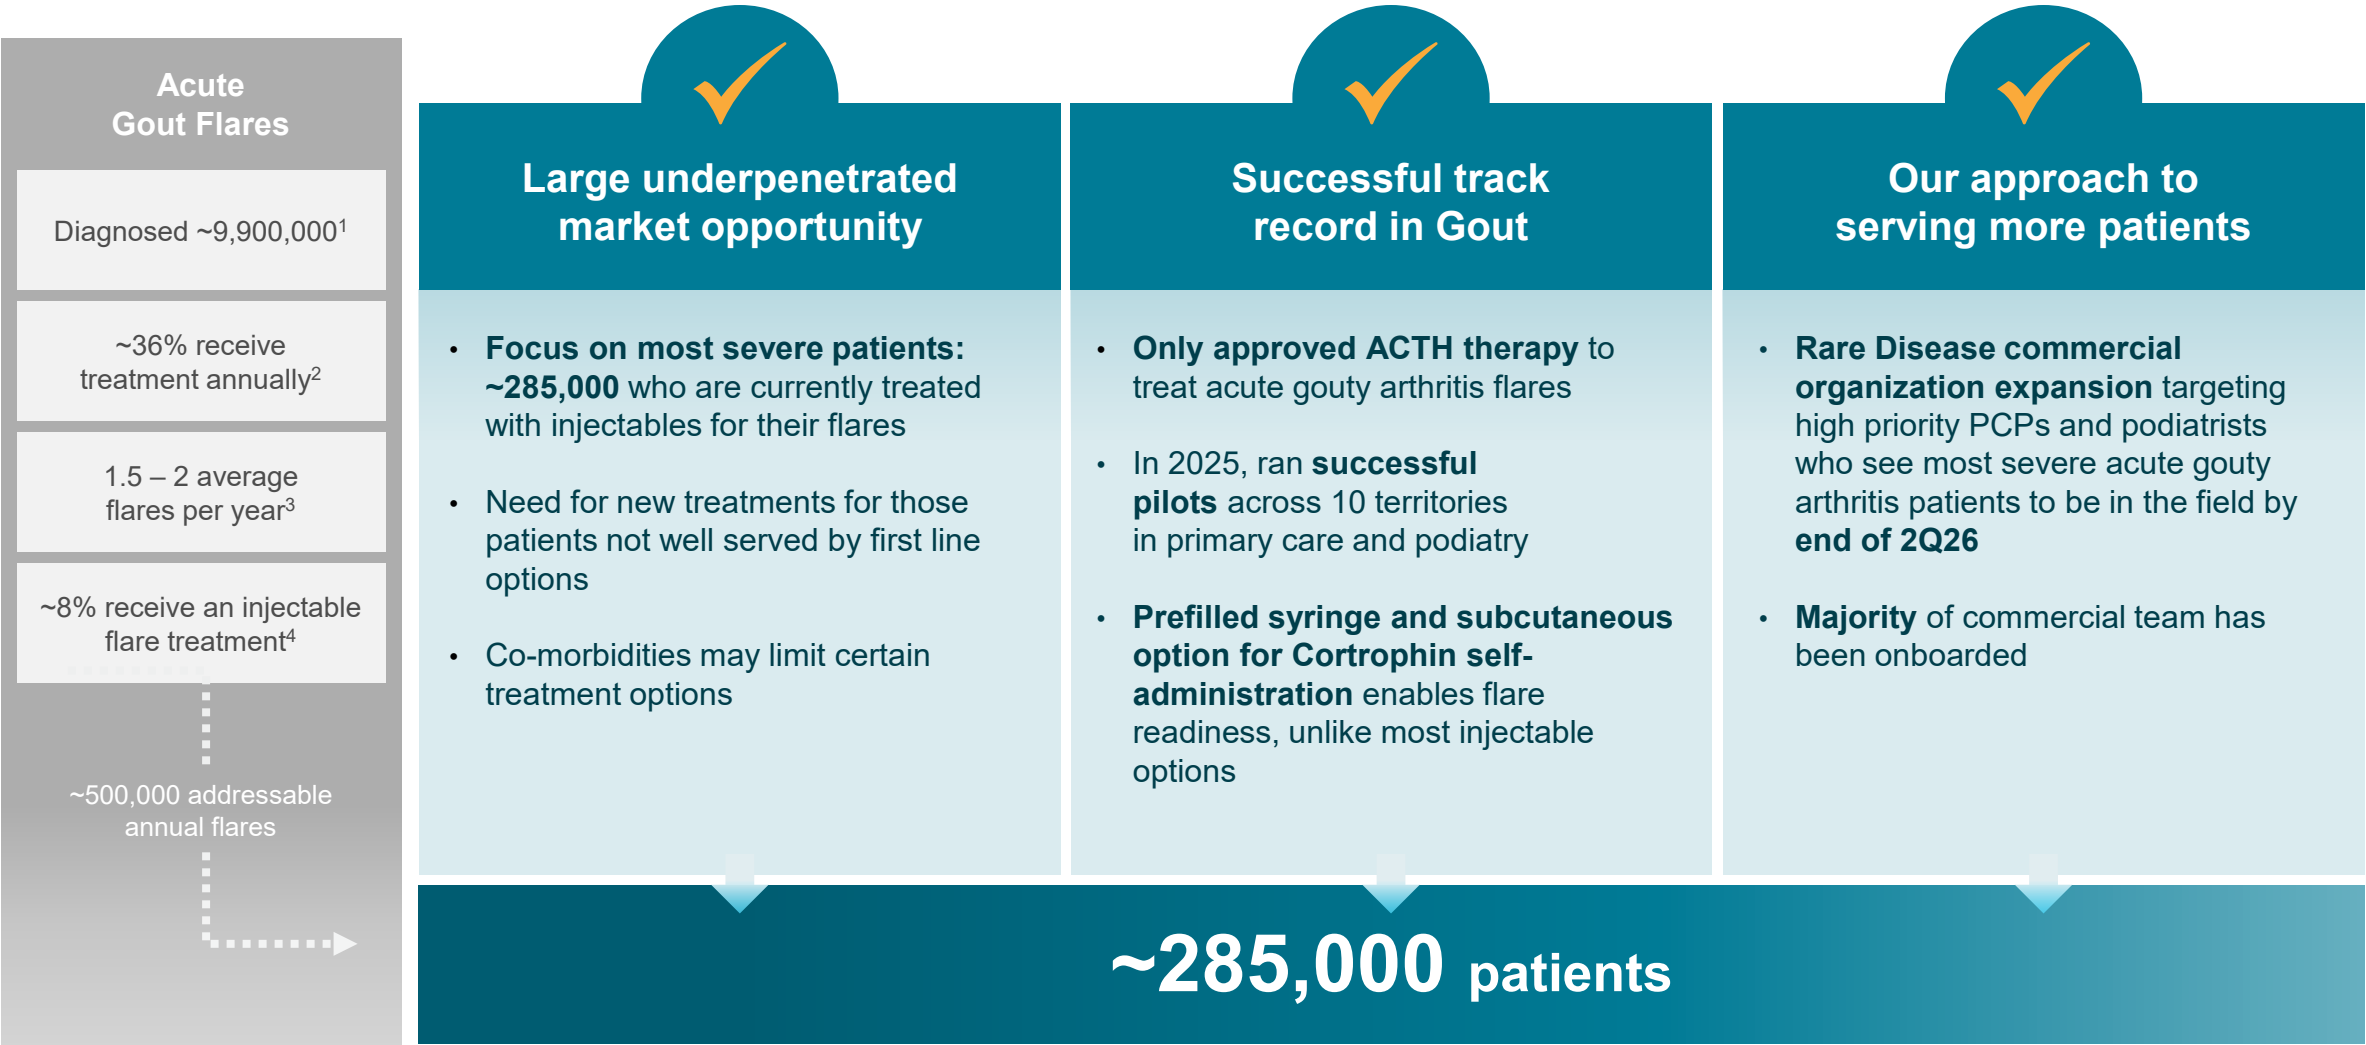 Acute
Gout Flares
Diagnosed ~9,900,000¹
~36% receive
treatment annually²
1.5 – 2 average
flares per year³
~8% receive an injectable
flare treatment⁴
~500,000 addressable
annual flares
Large underpenetrated
market opportunity
• Focus on most severe patients:
~285,000 who are currently treated
with injectables for their flares
• Need for new treatments for those
patients not well served by first line
options
• Co-morbidities may limit certain
treatment options
Successful track
record in Gout
• Only approved ACTH therapy to
treat acute gouty arthritis flares
• In 2025, ran successful
pilots across 10 territories
in primary care and podiatry
• Prefilled syringe and subcutaneous
option for Cortrophin self-
administration enables flare
readiness, unlike most injectable
options
Our approach to
serving more patients
• Rare Disease commercial
organization expansion targeting
high priority PCPs and podiatrists
who see most severe acute gouty
arthritis patients to be in the field by
end of 2Q26
• Majority of commercial team has
been onboarded
~285,000 patients